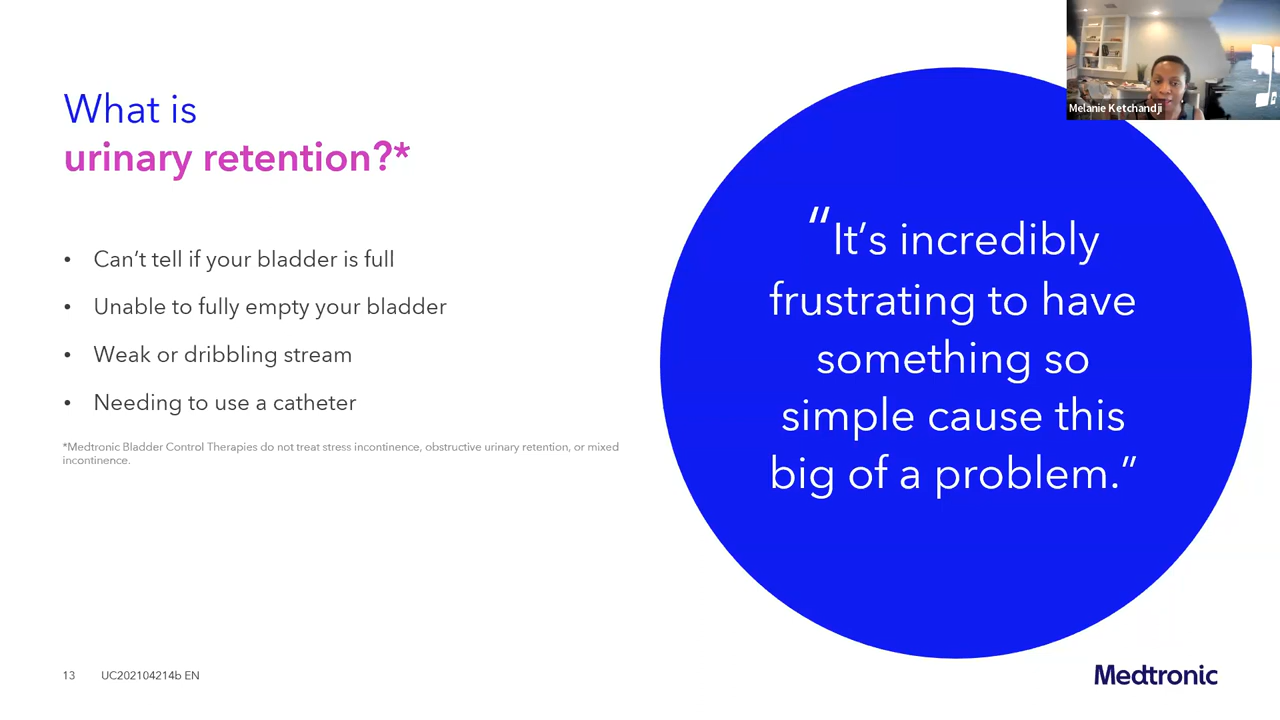 What is
urinary retention?*
• Can't tell if your bladder is full
• Unable to fully empty your bladder
• Weak or dribbling stream
• Needing to use a catheter
*Medtronic Bladder Control Therapies do not treat stress incontinence, obstructive urinary retention, or mixed
incontinence.
“It's incredibly
frustrating to have
something so
simple cause this
big of a problem.”
Melanie Ketchandji
13 UC202104214b EN
Medtronic